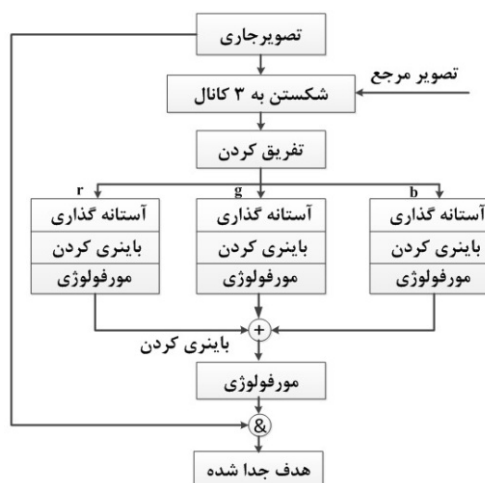 تصویرجاری
تصویر مرجع
شکستن به ۳ کانال
تفریق کردن
r
g
b
آستانه گذاری
باینری کردن
مورفولوژی
آستانه گذاری
باینری کردن
مورفولوژی
آستانه گذاری
باینری کردن
مورفولوژی
+
باینری کردن
مورفولوژی
&
هدف جدا شده